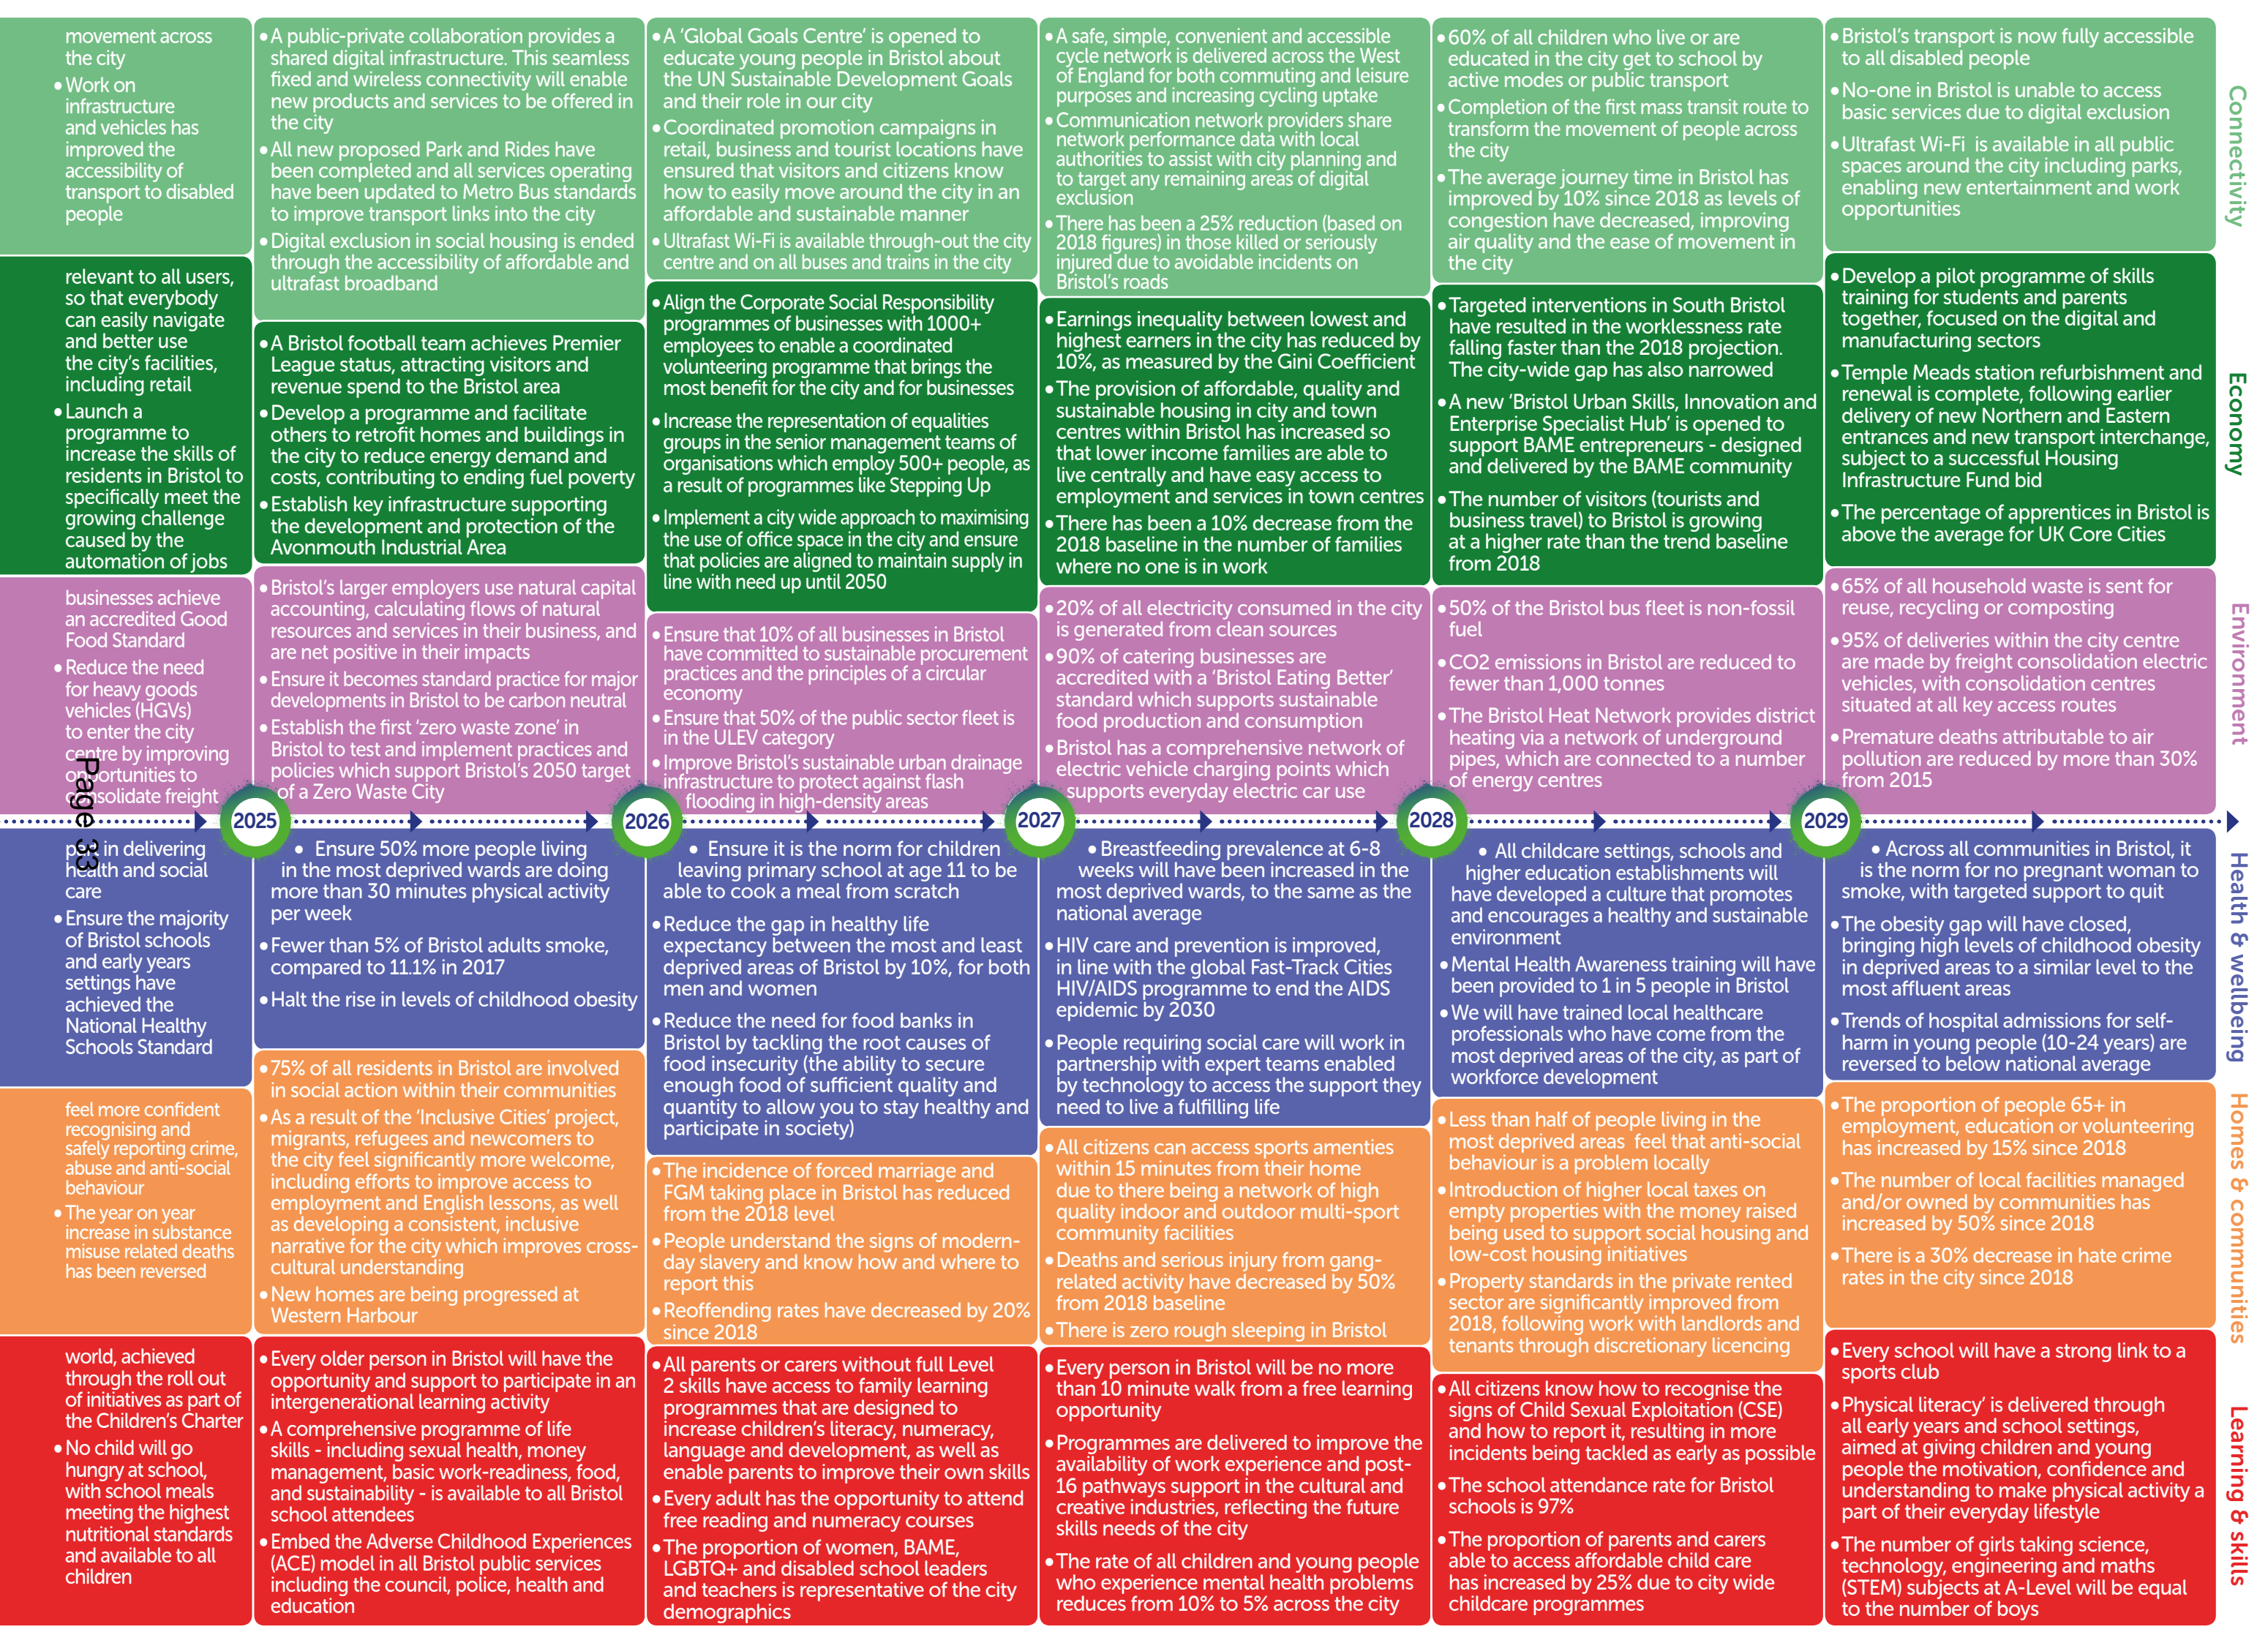 movement across
the city
• Work on
infrastructure
and vehicles has
improved the
accessibility of
transport to disabled
people
relevant to all users,
so that everybody
can easily navigate
and better use
the city's facilities,
including retail
• Launch a
programme to
increase the skills of
residents in Bristol to
specifically meet the
growing challenge
caused by the
automation of jobs
businesses achieve
an accredited Good
Food Standard
• Reduce the need
for heavy goods
vehicles (HGVs)
to enter the city
centre by improving
opportunities to
consolidate freight
Page 33
part in delivering
health and social
care
• Ensure the majority
of Bristol schools
and early years
settings have
achieved the
National Healthy
Schools Standard
feel more confident
recognising and
safely reporting crime,
abuse and anti-social
behaviour
• The year on year
increase in substance
misuse related deaths
has been reversed
world, achieved
through the roll out
of initiatives as part of
the Children's Charter
• No child will go
hungry at school,
with school meals
meeting the highest
nutritional standards
and available to all
children
• A public-private collaboration provides a
shared digital infrastructure. This seamless
fixed and wireless connectivity will enable
new products and services to be offered in
the city
• All new proposed Park and Rides have
been completed and all services operating
have been updated to Metro Bus standards
to improve transport links into the city
• Digital exclusion in social housing is ended
through the accessibility of affordable and
ultrafast broadband
• A Bristol football team achieves Premier
League status, attracting visitors and
revenue spend to the Bristol area
• Develop a programme and facilitate
others to retrofit homes and buildings in
the city to reduce energy demand and
costs, contributing to ending fuel poverty
• Establish key infrastructure supporting
the development and protection of the
Avonmouth Industrial Area
• Bristol's larger employers use natural capital
accounting, calculating flows of natural
resources and services in their business, and
are net positive in their impacts
• Ensure it becomes standard practice for major
developments in Bristol to be carbon neutral
• Establish the first 'zero waste zone' in
Bristol to test and implement practices and
policies which support Bristol's 2050 target
of a Zero Waste City
2025
• Ensure 50% more people living
in the most deprived wards are doing
more than 30 minutes physical activity
per week
• Fewer than 5% of Bristol adults smoke,
compared to 11.1% in 2017
• Halt the rise in levels of childhood obesity
• 75% of all residents in Bristol are involved
in social action within their communities
• As a result of the 'Inclusive Cities' project,
migrants, refugees and newcomers to
the city feel significantly more welcome,
including efforts to improve access to
employment and English lessons, as well
as developing a consistent, inclusive
narrative for the city which improves cross-
cultural understanding
• New homes are being progressed at
Western Harbour
• Every older person in Bristol will have the
opportunity and support to participate in an
intergenerational learning activity
• A comprehensive programme of life
skills - including sexual health, money
management, basic work-readiness, food,
and sustainability - is available to all Bristol
school attendees
• Embed the Adverse Childhood Experiences
(ACE) model in all Bristol public services
including the council, police, health and
education
• A 'Global Goals Centre' is opened to
educate young people in Bristol about
the UN Sustainable Development Goals
and their role in our city
• Coordinated promotion campaigns in
retail, business and tourist locations have
ensured that visitors and citizens know
how to easily move around the city in an
affordable and sustainable manner
• Ultrafast Wi-Fi is available through-out the city
centre and on all buses and trains in the city
• Align the Corporate Social Responsibility
programmes of businesses with 1000+
employees to enable a coordinated
volunteering programme that brings the
most benefit for the city and for businesses
• Increase the representation of equalities
groups in the senior management teams of
organisations which employ 500+ people, as
a result of programmes like Stepping Up
• Implement a city wide approach to maximising
the use of office space in the city and ensure
that policies are aligned to maintain supply in
line with need up until 2050
• Ensure that 10% of all businesses in Bristol
have committed to sustainable procurement
practices and the principles of a circular
economy
• Ensure that 50% of the public sector fleet is
in the ULEV category
• Improve Bristol's sustainable urban drainage
infrastructure to protect against flash
flooding in high-density areas
2026
• Ensure it is the norm for children
leaving primary school at age 11 to be
able to cook a meal from scratch
• Reduce the gap in healthy life
expectancy between the most and least
deprived areas of Bristol by 10%, for both
men and women
• Reduce the need for food banks in
Bristol by tackling the root causes of
food insecurity (the ability to secure
enough food of sufficient quality and
quantity to allow you to stay healthy and
participate in society)
• The incidence of forced marriage and
FGM taking place in Bristol has reduced
from the 2018 level
• People understand the signs of modern-
day slavery and know how and where to
report this
• Reoffending rates have decreased by 20%
since 2018
• All parents or carers without full Level
2 skills have access to family learning
programmes that are designed to
increase children's literacy, numeracy,
language and development, as well as
enable parents to improve their own skills
• Every adult has the opportunity to attend
free reading and numeracy courses
• The proportion of women, BAME,
LGBTQ+ and disabled school leaders
and teachers is representative of the city
demographics
• A safe, simple, convenient and accessible
cycle network is delivered across the West
of England for both commuting and leisure
purposes and increasing cycling uptake
• Communication network providers share
network performance data with local
authorities to assist with city planning and
to target any remaining areas of digital
exclusion
• There has been a 25% reduction (based on
2018 figures) in those killed or seriously
injured due to avoidable incidents on
Bristol's roads
• Earnings inequality between lowest and
highest earners in the city has reduced by
10%, as measured by the Gini Coefficient
• The provision of affordable, quality and
sustainable housing in city and town
centres within Bristol has increased so
that lower income families are able to
live centrally and have easy access to
employment and services in town centres
• There has been a 10% decrease from the
2018 baseline in the number of families
where no one is in work
• 20% of all electricity consumed in the city
is generated from clean sources
• 90% of catering businesses are
accredited with a 'Bristol Eating Better'
standard which supports sustainable
food production and consumption
• Bristol has a comprehensive network of
electric vehicle charging points which
supports everyday electric car use
2027
• Breastfeeding prevalence at 6-8
weeks will have been increased in the
most deprived wards, to the same as the
national average
• HIV care and prevention is improved,
in line with the global Fast-Track Cities
HIV/AIDS programme to end the AIDS
epidemic by 2030
• People requiring social care will work in
partnership with expert teams enabled
by technology to access the support they
need to live a fulfilling life
• All citizens can access sports amenties
within 15 minutes from their home
due to there being a network of high
quality indoor and outdoor multi-sport
community facilities
• Deaths and serious injury from gang-
related activity have decreased by 50%
from 2018 baseline
• There is zero rough sleeping in Bristol
• Every person in Bristol will be no more
than 10 minute walk from a free learning
opportunity
• Programmes are delivered to improve the
availability of work experience and post-
16 pathways support in the cultural and
creative industries, reflecting the future
skills needs of the city
• The rate of all children and young people
who experience mental health problems
reduces from 10% to 5% across the city
• 60% of all children who live or are
educated in the city get to school by
active modes or public transport
• Completion of the first mass transit route to
transform the movement of people across
the city
• The average journey time in Bristol has
improved by 10% since 2018 as levels of
congestion have decreased, improving
air quality and the ease of movement in
the city
• Targeted interventions in South Bristol
have resulted in the worklessness rate
falling faster than the 2018 projection.
The city-wide gap has also narrowed
• A new 'Bristol Urban Skills, Innovation and
Enterprise Specialist Hub' is opened to
support BAME entrepreneurs - designed
and delivered by the BAME community
• The number of visitors (tourists and
business travel) to Bristol is growing
at a higher rate than the trend baseline
from 2018
• 50% of the Bristol bus fleet is non-fossil
fuel
• CO2 emissions in Bristol are reduced to
fewer than 1,000 tonnes
• The Bristol Heat Network provides district
heating via a network of underground
pipes, which are connected to a number
of energy centres
2028
• All childcare settings, schools and
higher education establishments will
have developed a culture that promotes
and encourages a healthy and sustainable
environment
• Mental Health Awareness training will have
been provided to 1 in 5 people in Bristol
• We will have trained local healthcare
professionals who have come from the
most deprived areas of the city, as part of
workforce development
• Less than half of people living in the
most deprived areas feel that anti-social
behaviour is a problem locally
• Introduction of higher local taxes on
empty properties with the money raised
being used to support social housing and
low-cost housing initiatives
• Property standards in the private rented
sector are significantly improved from
2018, following work with landlords and
tenants through discretionary licencing
• All citizens know how to recognise the
signs of Child Sexual Exploitation (CSE)
and how to report it, resulting in more
incidents being tackled as early as possible
• The school attendance rate for Bristol
schools is 97%
• The proportion of parents and carers
able to access affordable child care
has increased by 25% due to city wide
childcare programmes
• Bristol's transport is now fully accessible
to all disabled people
• No-one in Bristol is unable to access
basic services due to digital exclusion
• Ultrafast Wi-Fi is available in all public
spaces around the city including parks,
enabling new entertainment and work
opportunities
• Develop a pilot programme of skills
training for students and parents
together, focused on the digital and
manufacturing sectors
• Temple Meads station refurbishment and
renewal is complete, following earlier
delivery of new Northern and Eastern
entrances and new transport interchange,
subject to a successful Housing
Infrastructure Fund bid
• The percentage of apprentices in Bristol is
above the average for UK Core Cities
• 65% of all household waste is sent for
reuse, recycling or composting
• 95% of deliveries within the city centre
are made by freight consolidation electric
vehicles, with consolidation centres
situated at all key access routes
• Premature deaths attributable to air
pollution are reduced by more than 30%
from 2015
2029
• Across all communities in Bristol, it
is the norm for no pregnant woman to
smoke, with targeted support to quit
• The obesity gap will have closed,
bringing high levels of childhood obesity
in deprived areas to a similar level to the
most affluent areas
• Trends of hospital admissions for self-
harm in young people (10-24 years) are
reversed to below national average
• The proportion of people 65+ in
employment, education or volunteering
has increased by 15% since 2018
• The number of local facilities managed
and/or owned by communities has
increased by 50% since 2018
• There is a 30% decrease in hate crime
rates in the city since 2018
• Every school will have a strong link to a
sports club
• Physical literacy' is delivered through
all early years and school settings,
aimed at giving children and young
people the motivation, confidence and
understanding to make physical activity a
part of their everyday lifestyle
• The number of girls taking science,
technology, engineering and maths
(STEM) subjects at A-Level will be equal
to the number of boys
Connectivity
Economy
Environment
Health & wellbeing
Homes & communities
Learning & skills